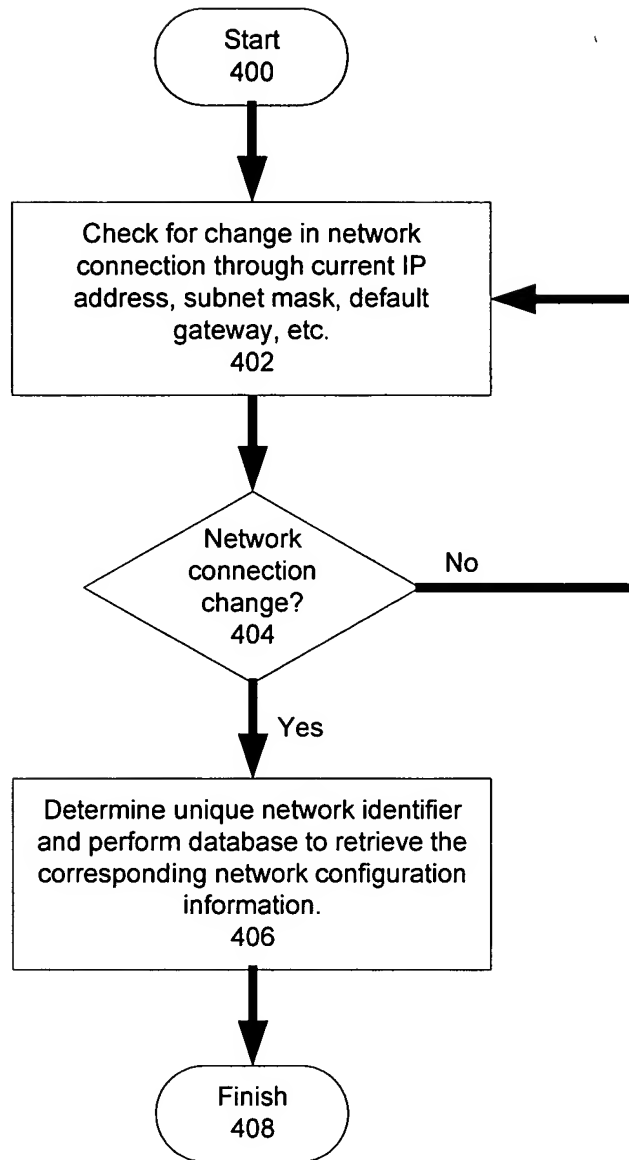 Start
400
Check for change in network
connection through current IP
address, subnet mask, default
gateway, etc.
402
Network
connection
change?
404
No
Yes
Determine unique network identifier
and perform database to retrieve the
corresponding network configuration
information.
406
Finish
408